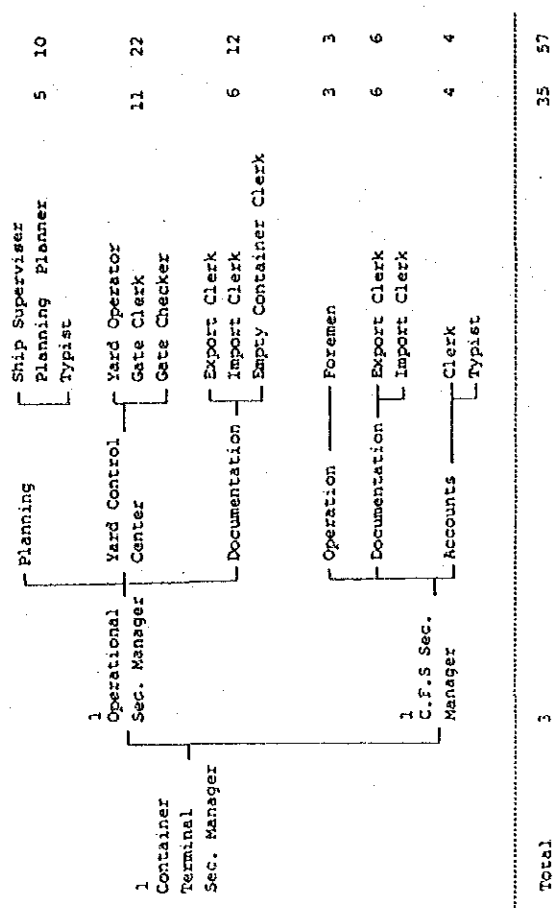 Ship Superviser
Planning
Planning Planner 5 10
Typist
1
Operational
Sec. Manager
Yard Control
Center
Yard Operator
Gate Clerk 11 22
Gate Checker
1
Container
Terminal
Sec. Manager
Export Clerk
Documentation
Import Clerk 6 12
Empty Container Clerk
Operation
Foremen 3 3
1
C.F.S Sec.
Manager
Documentation
Export Clerk 6 6
Import Clerk
Accounts
Clerk 4 4
Typist
Total 3 35 57